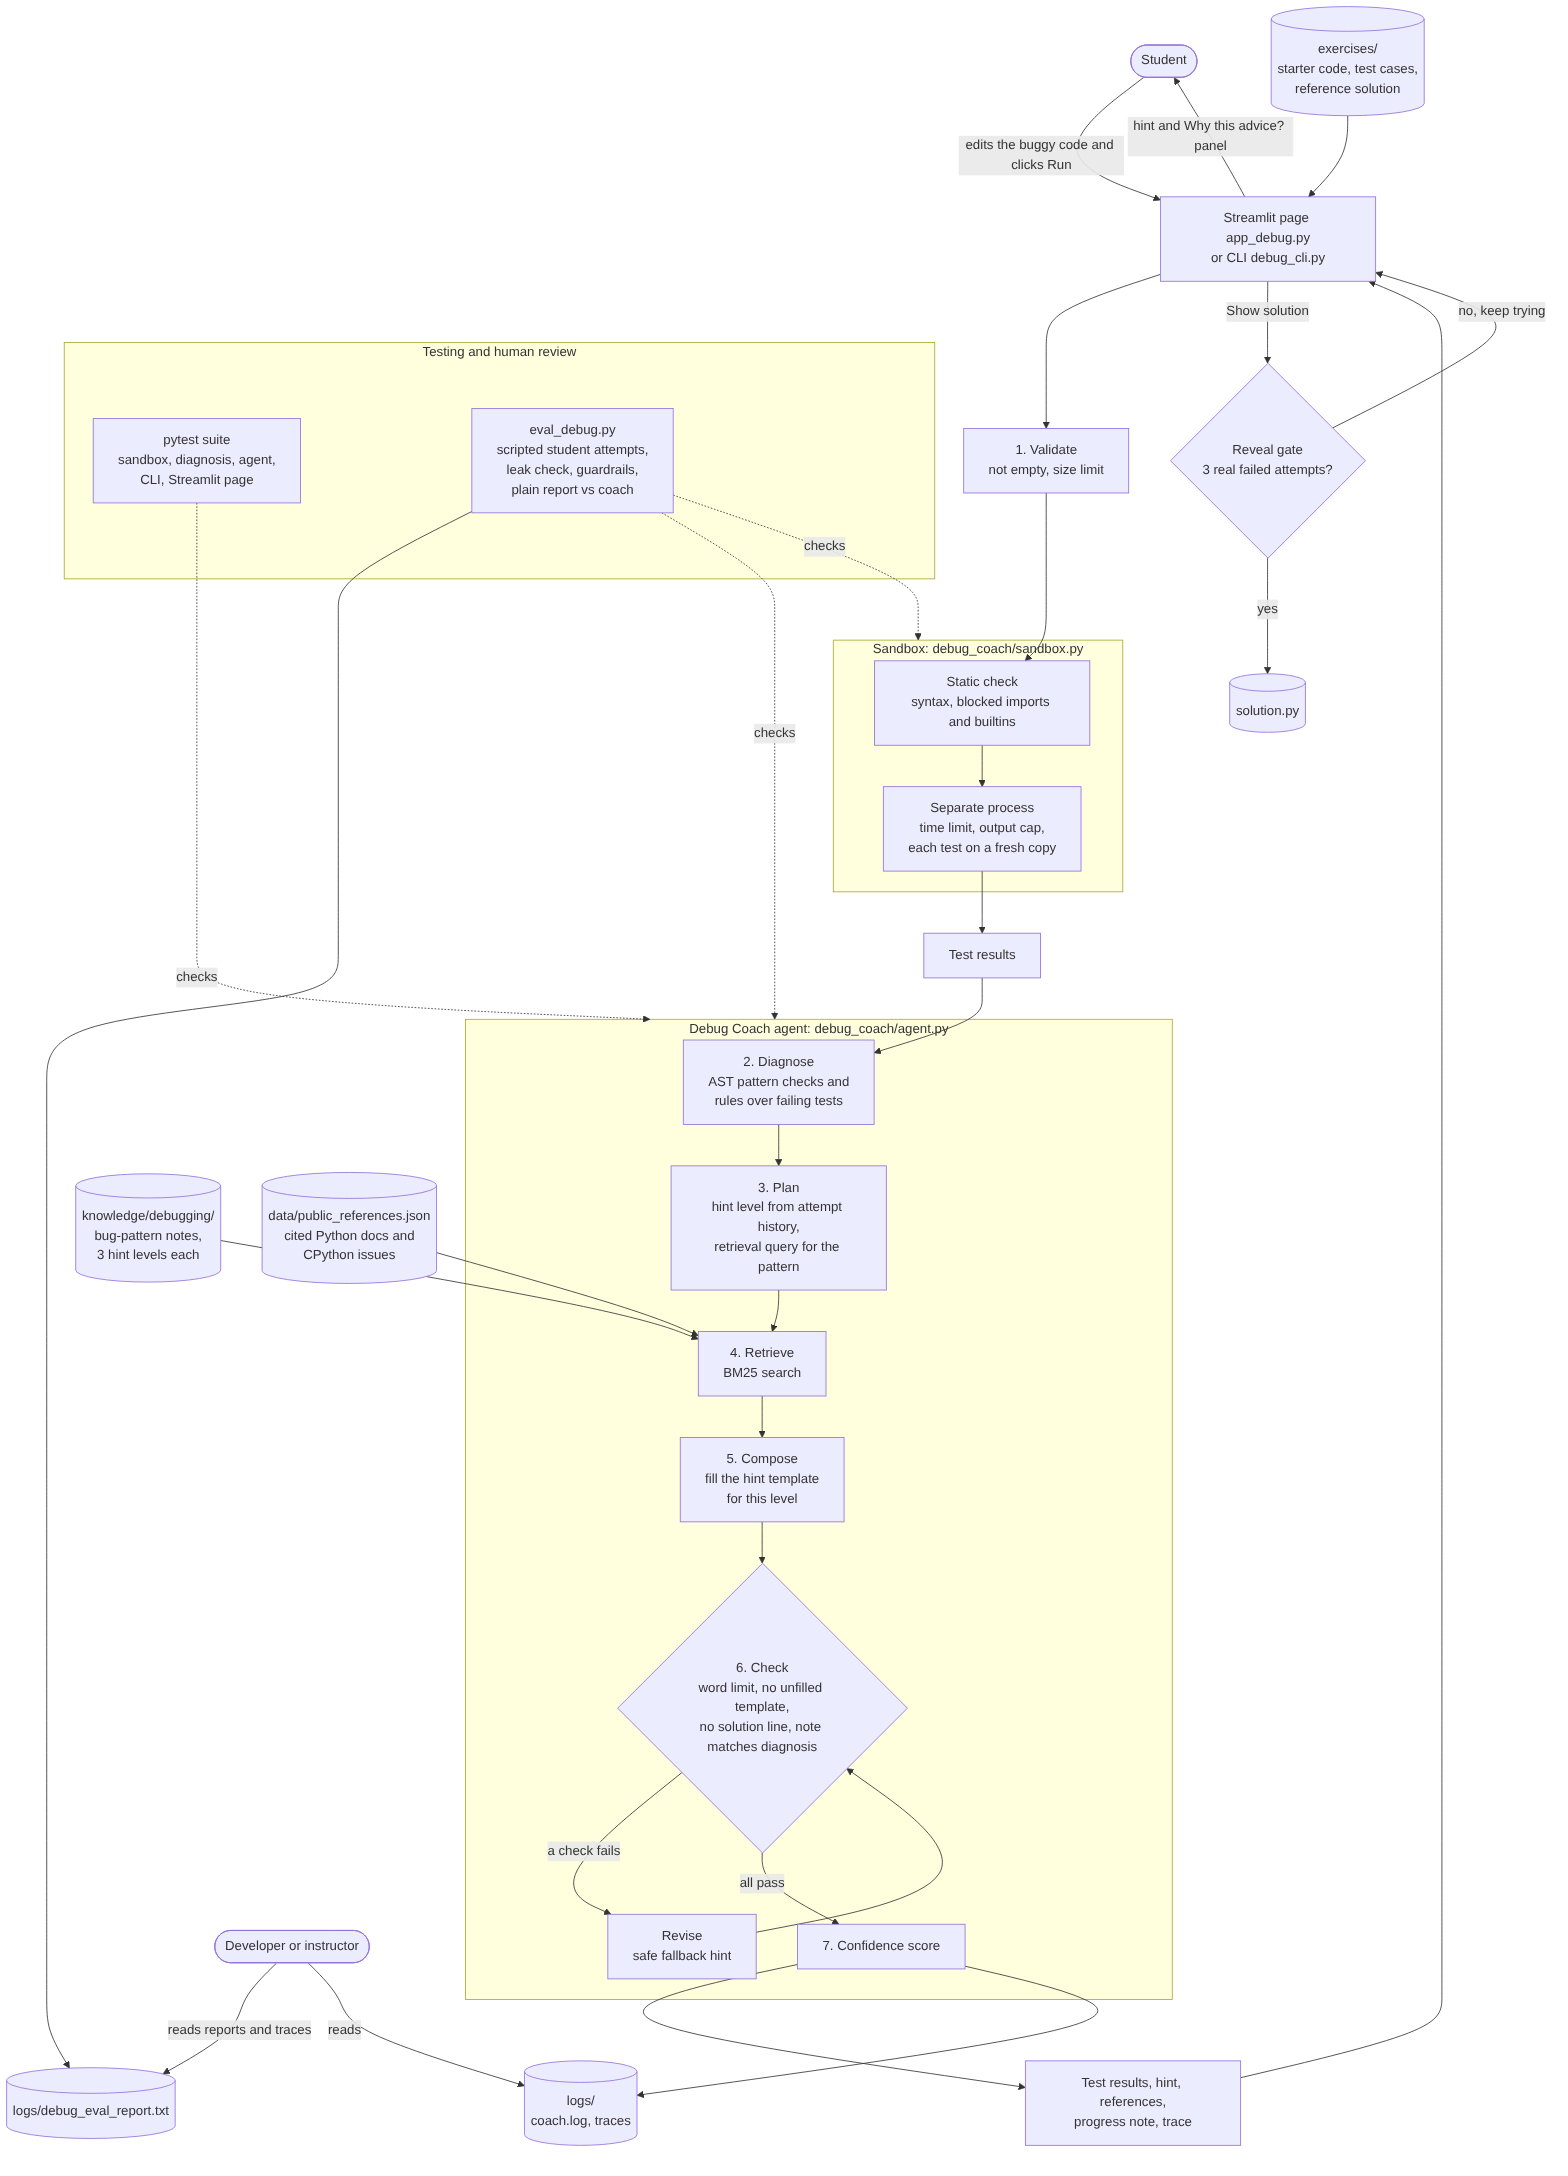 Student
exercises/
starter code, test cases,
reference solution
edits the buggy code and
clicks Run
hint and Why this advice?
panel
Streamlit page
app_debug.py
or CLI debug_cli.py
Show solution
no, keep trying
Testing and human review
pytest suite
sandbox, diagnosis, agent,
CLI, Streamlit page
eval_debug.py
scripted student attempts,
leak check, guardrails,
plain report vs coach
1. Validate
not empty, size limit
Reveal gate
3 real failed attempts?
checks
yes
Sandbox: debug_coach/sandbox.py
Static check
syntax, blocked imports
and builtins
solution.py
checks
Separate process
time limit, output cap,
each test on a fresh copy
Test results
checks
Debug Coach agent: debug_coach/agent.py
2. Diagnose
AST pattern checks and
rules over failing tests
3. Plan
hint level from attempt
history,
retrieval query for the
pattern
knowledge/debugging/
bug-pattern notes,
3 hint levels each
data/public_references.json
cited Python docs and
CPython issues
4. Retrieve
BM25 search
5. Compose
fill the hint template
for this level
6. Check
word limit, no unfilled
template,
no solution line, note
matches diagnosis
a check fails
all pass
Revise
safe fallback hint
7. Confidence score
Developer or instructor
reads reports and traces
reads
logs/debug_eval_report.txt
logs/
coach.log, traces
Test results, hint,
references,
progress note, trace